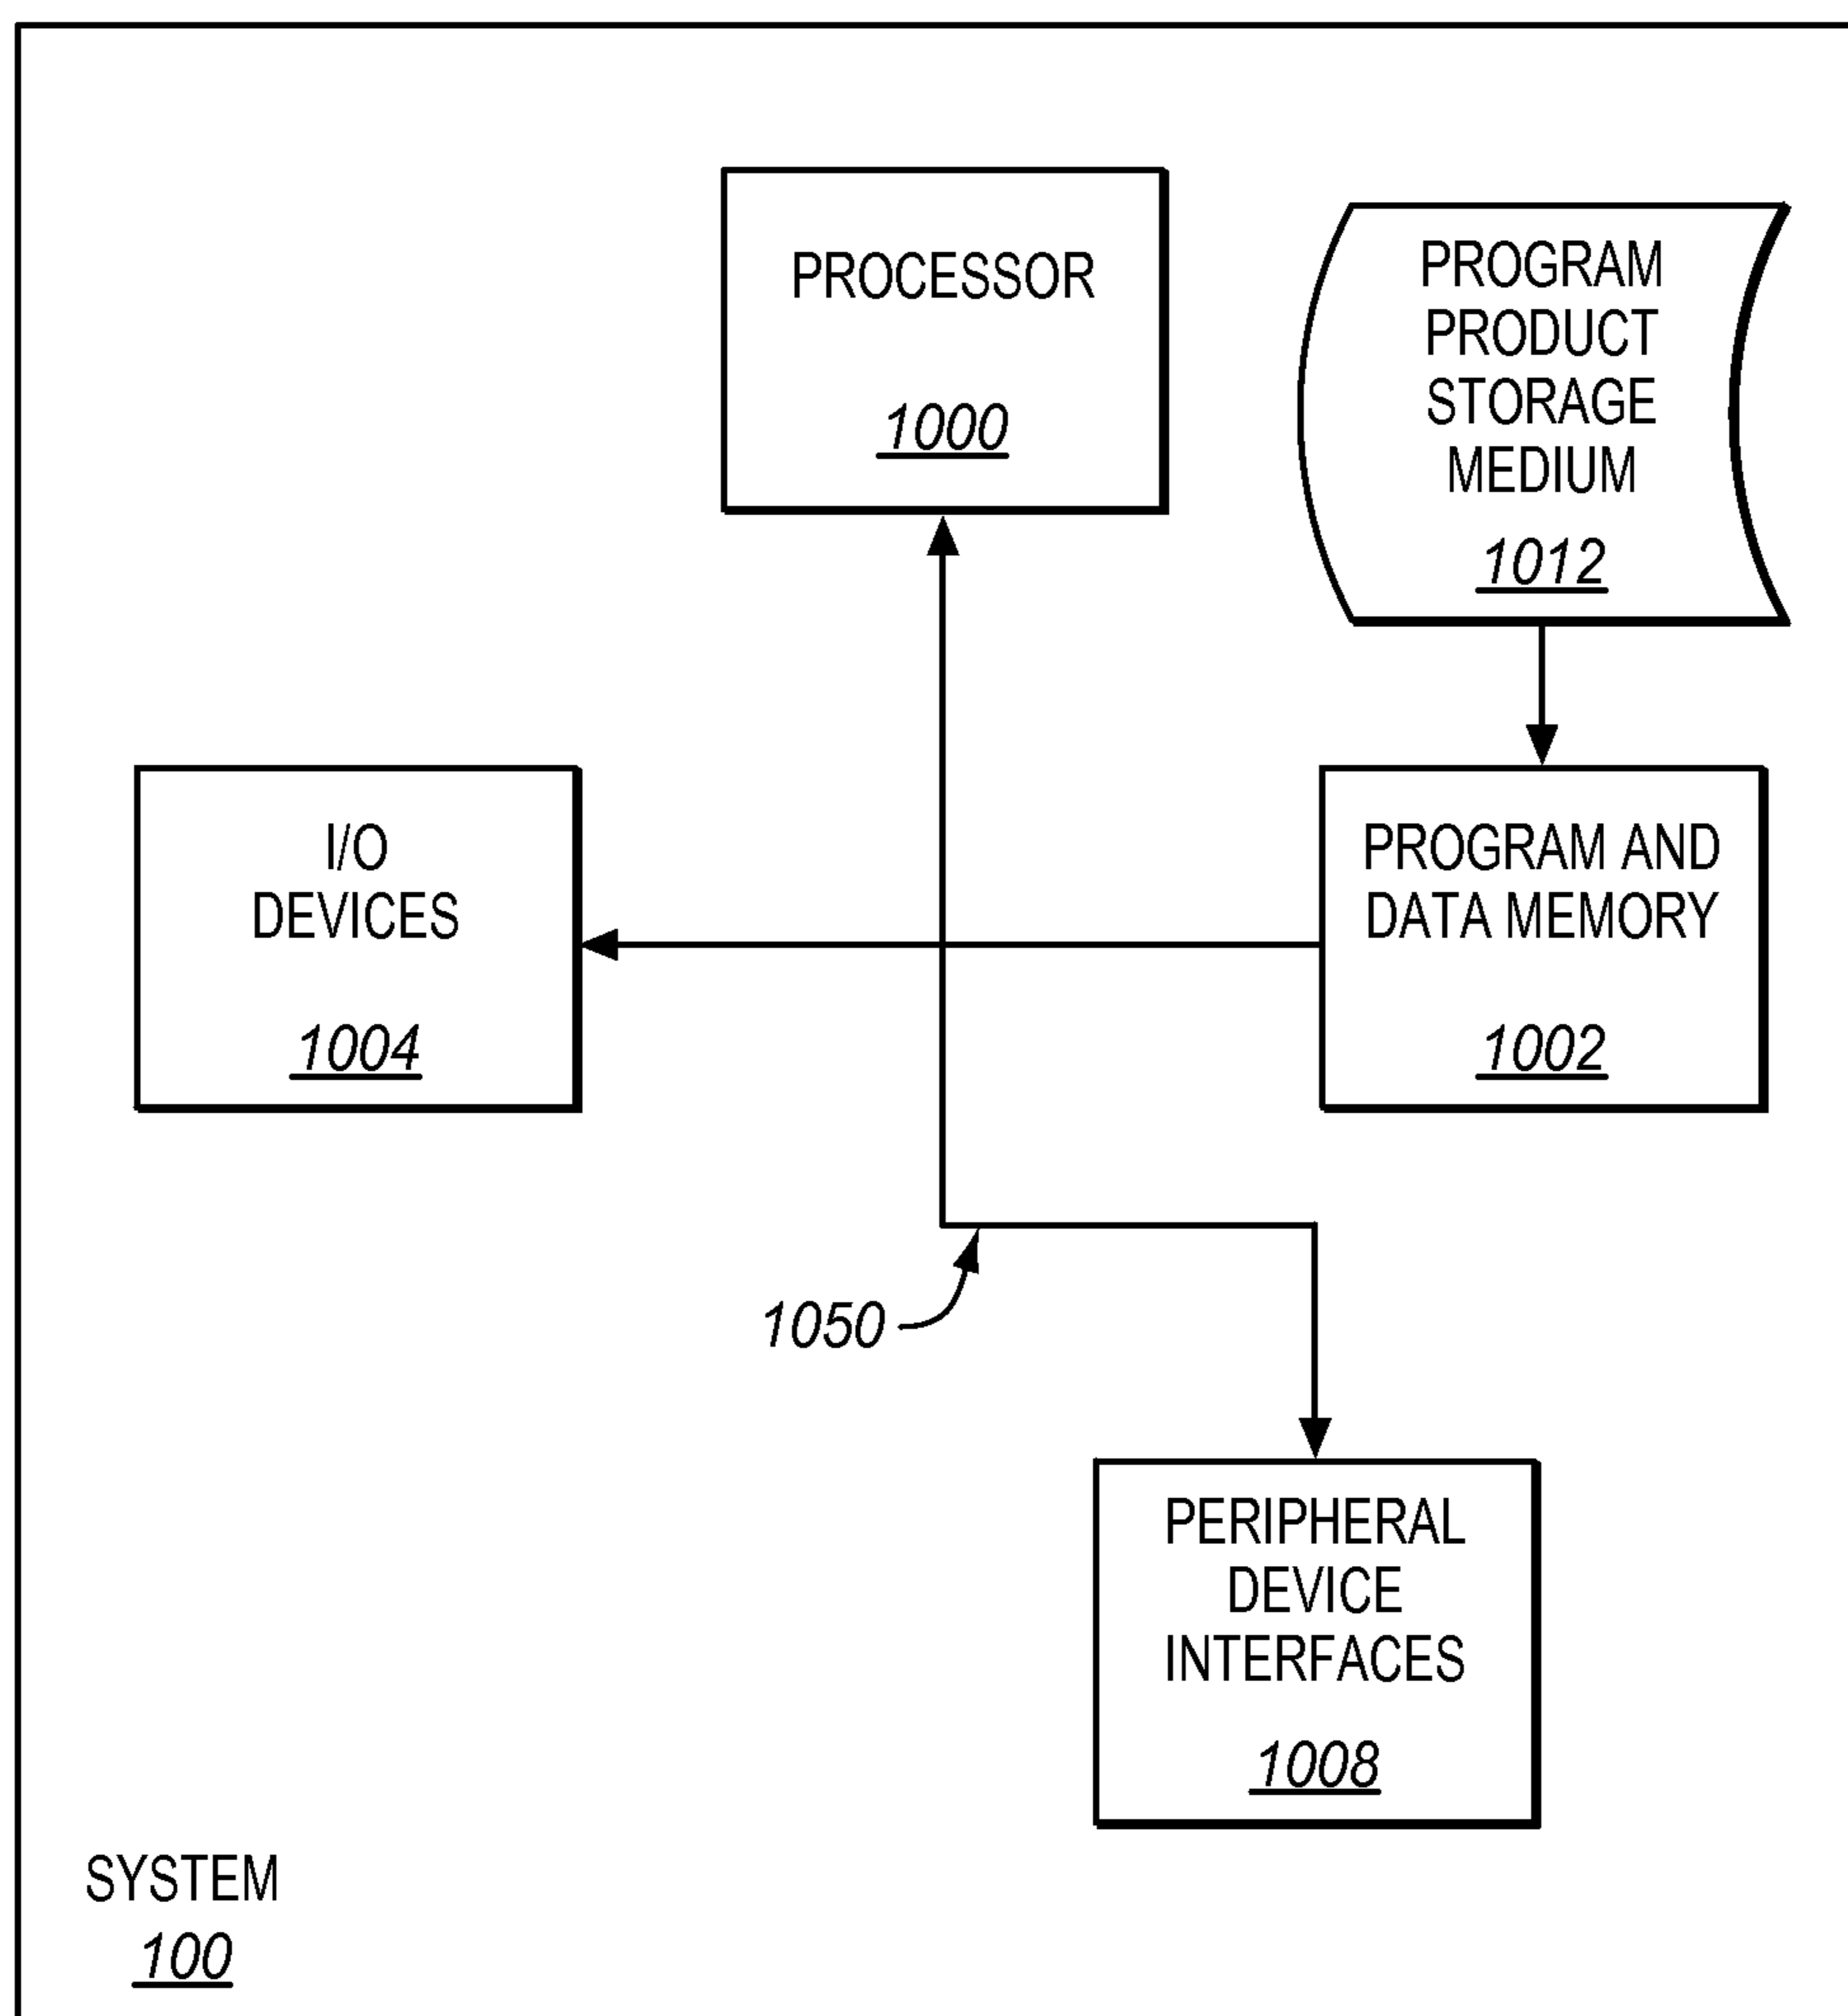 PROCESSOR
1000
PROGRAM
PRODUCT
STORAGE
MEDIUM
1012
I/O
DEVICES
1004
PROGRAM AND
DATA MEMORY
1002
1050
PERIPHERAL
DEVICE
INTERFACES
1008
SYSTEM
100